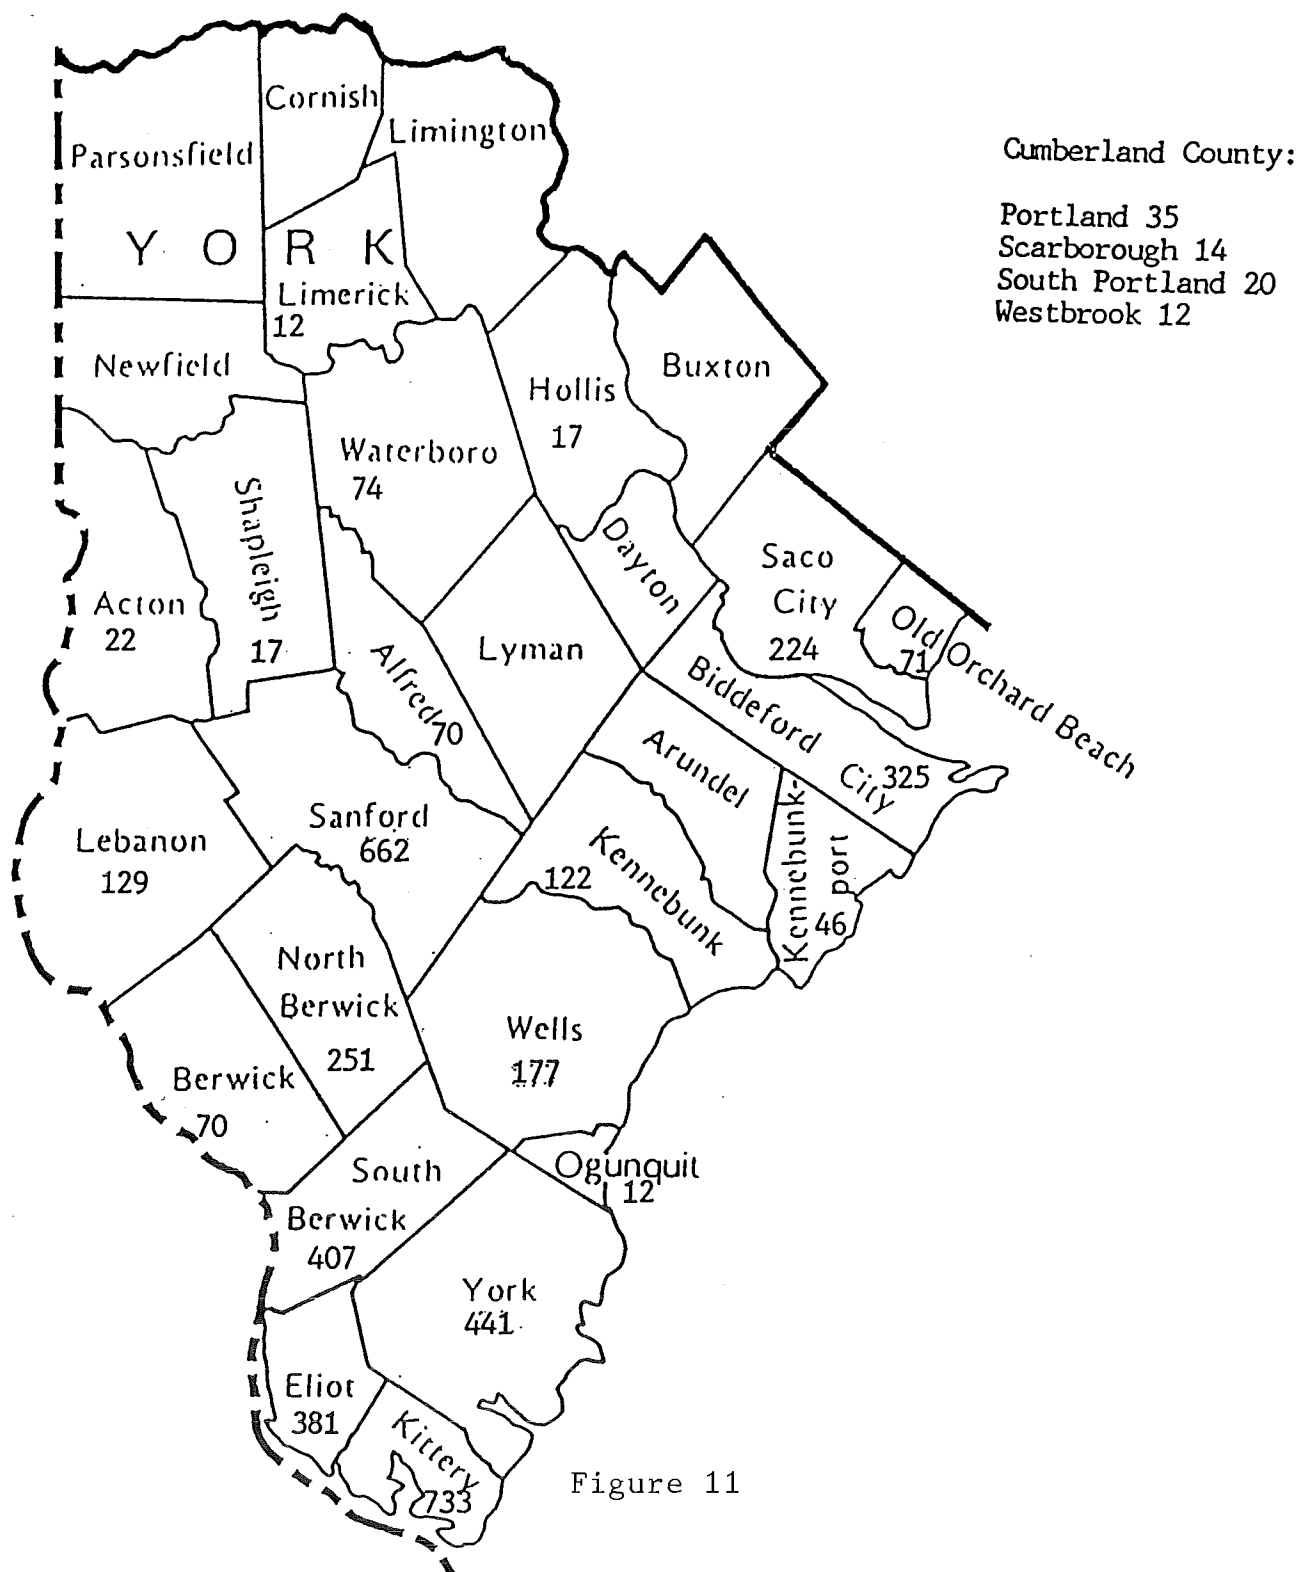 Cornish
Limington
Parsonsfield
Cumberland County:
Portland 35
Scarborough 14
South Portland 20
Westbrook 12
YORK
Limerick
12
Newfield
Buxton
Hollis
17
Waterboro
74
Shapleigh
17
Dayton
Saco
City
224
Acton
22
Old Orchard Beach
71
Lyman
Alfred
70
Biddeford City
325
Arundel
Sanford
662
Lebanon
129
Kennebunk
122
Kennebunk-
port
46
North
Berwick
251
Wells
177
Berwick
70
South
Berwick
407
Ogunquit
12
York
441
Eliot
381
Kittery
733
Figure 11